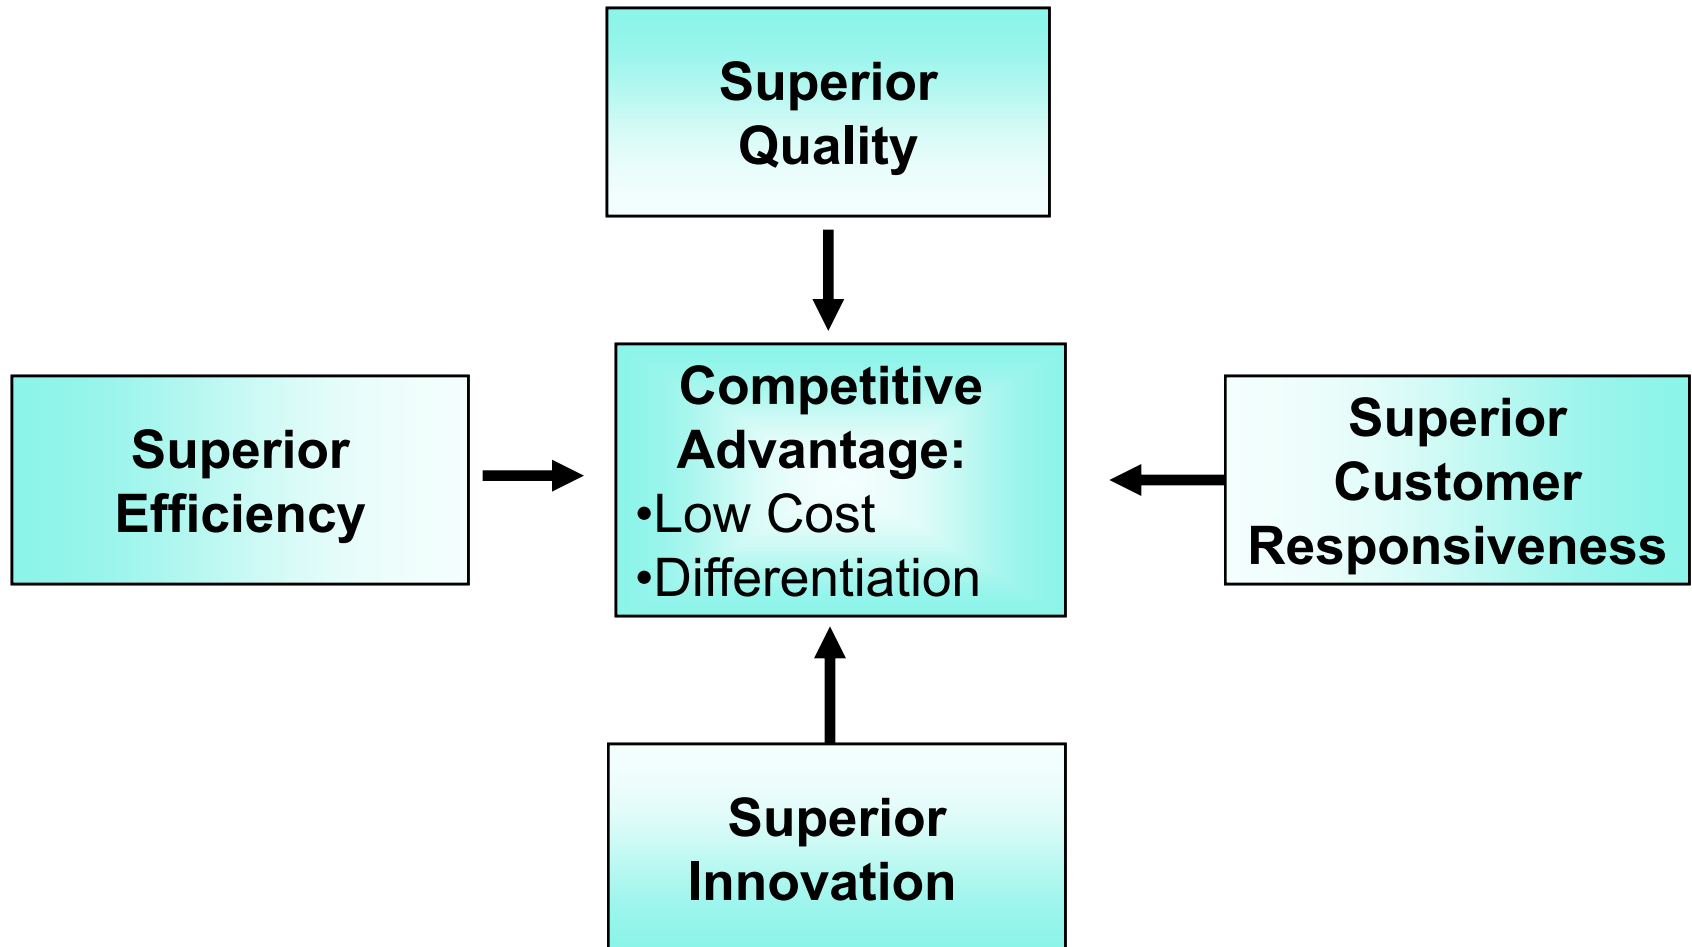 Superior
Quality
Superior
Efficiency
Competitive
Advantage:
•Low Cost
•Differentiation
Superior
Customer
Responsiveness
Superior
Innovation